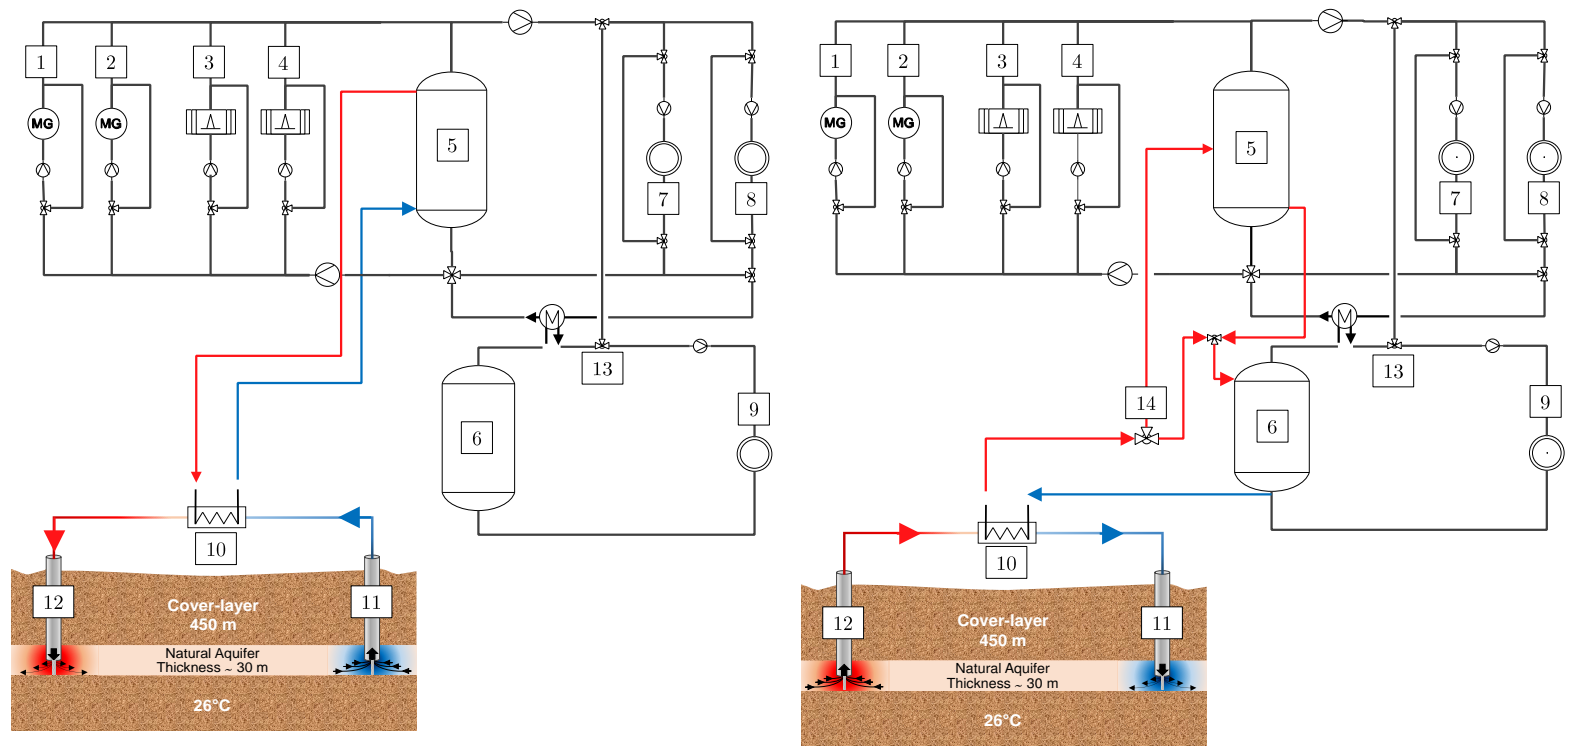 1
2
3
4
MG
MG
5
7
8
13
9
6
10
12
11
Cover-layer
450 m
Natural Aquifer
Thickness ~ 30 m
26°C
1
2
3
4
MG
MG
5
7
8
13
14
9
6
10
12
11
Cover-layer
450 m
Natural Aquifer
Thickness ~ 30 m
26°C